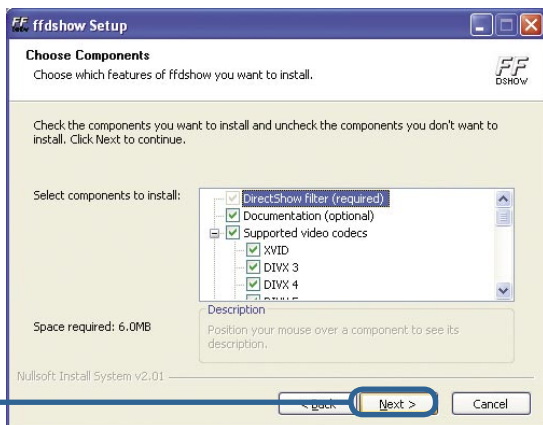 ffdshow Setup
Choose Components
Choose which features of ffdshow you want to install.
FF
DSHOW
Check the components you want to install and uncheck the components you don't want to
install. Click Next to continue.
Select components to install:
DirectShow filter (required)
Documentation (optional)
Supported video codecs
XVID
DIVX 3
DIVX 4
Description
Space required: 6.0MB
Position your mouse over a component to see its
description.
Nullsoft Install System v2.01
< Back
Next >
Cancel